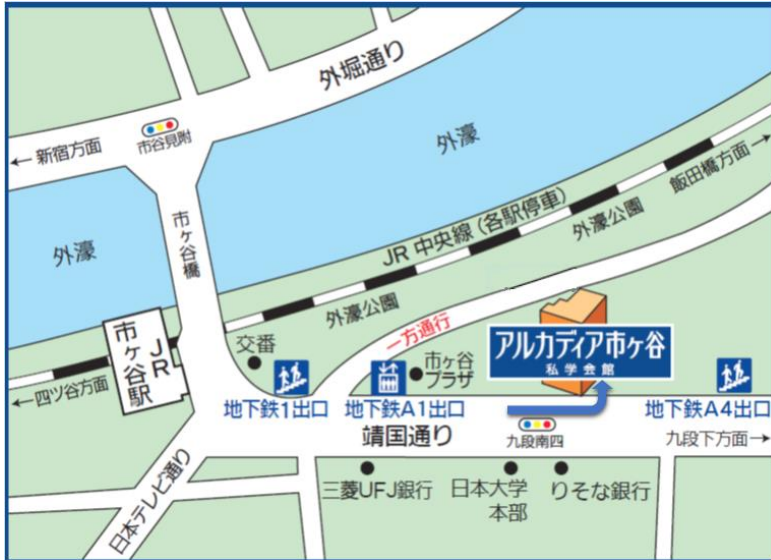 外堀通り
← 新宿方面
市谷見附
外濠
飯田橋方面 →
外濠
市ヶ谷橋
JR 中央線 (各駅停車)
外濠公園
外濠公園
JR
市ヶ谷駅
← 四ツ谷方面
交番
一方通行
市ヶ谷
プラザ
アルカディア市ヶ谷
私学会館
地下鉄1出口
地下鉄A1出口
地下鉄A4出口
靖国通り
九段南四
九段下方面→
日本テレビ通り
三菱UFJ銀行
日本大学
本部
りそな銀行